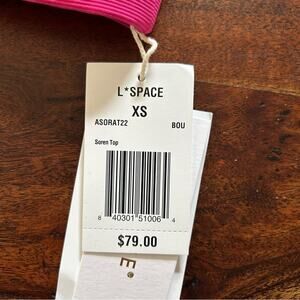 L*SPACE
XS
ASORAT22 BOU
Soren Top
8 40301 51006 4
$79.00
E